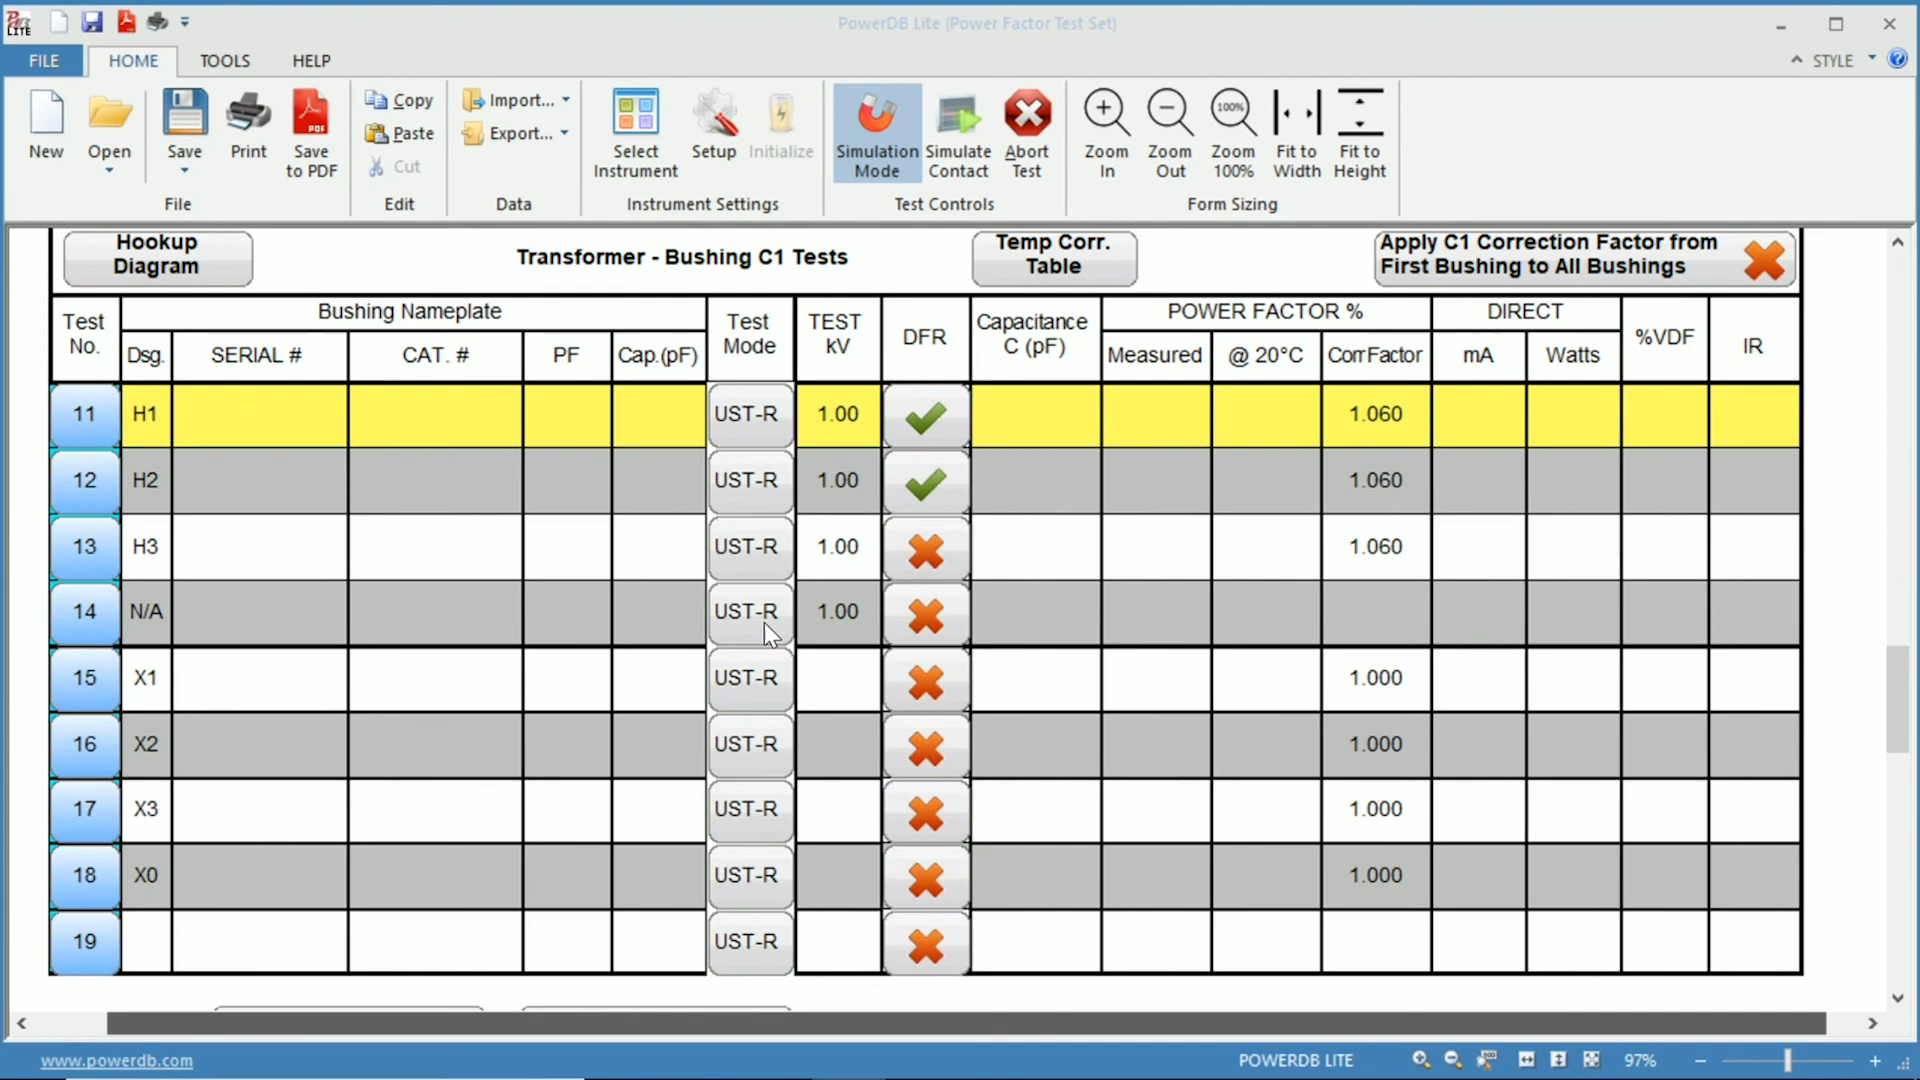 LITE
PowerDB Lite (Power Factor Test Set)
FILE HOME TOOLS HELP STYLE
New Open Save Print Save to PDF
Copy
Paste
Cut
Import...
Export...
Select Instrument Setup Initialize
Simulation Mode Simulate Contact Abort Test
Zoom In Zoom Out 100% Zoom 100% Fit to Width Fit to Height
File Edit Data Instrument Settings Test Controls Form Sizing
Hookup Diagram
Transformer - Bushing C1 Tests
Temp Corr. Table
Apply C1 Correction Factor from First Bushing to All Bushings
Test No. Bushing Nameplate Test Mode TEST kV DFR Capacitance C (pF) POWER FACTOR % DIRECT %VDF IR
Dsg. SERIAL # CAT. # PF Cap.(pF) Measured @ 20°C CorrFactor mA Watts
11 H1 UST-R 1.00 1.060
12 H2 UST-R 1.00 1.060
13 H3 UST-R 1.00 1.060
14 N/A UST-R 1.00
15 X1 UST-R 1.000
16 X2 UST-R 1.000
17 X3 UST-R 1.000
18 X0 UST-R 1.000
19 UST-R
www.powerdb.com POWERDB LITE 97%